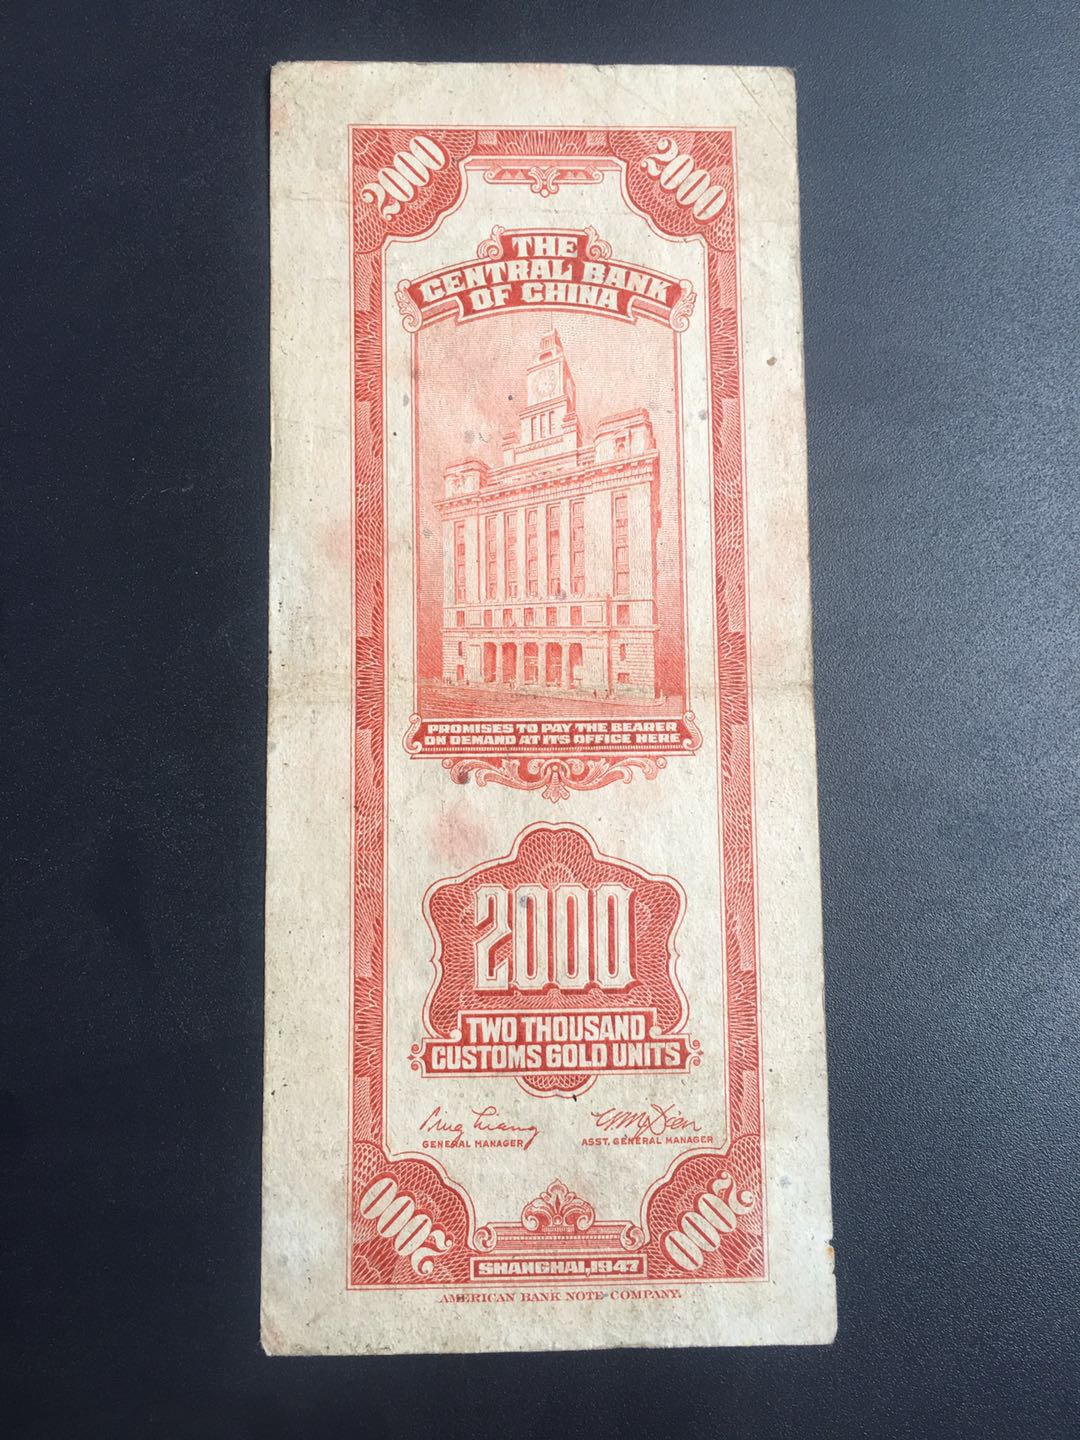 2000 2000
THE
CENTRAL BANK
OF CHINA
PROMISES TO PAY THE BEARER
ON DEMAND AT ITS OFFICE HERE
2000
TWO THOUSAND
CUSTOMS GOLD UNITS
GENERAL MANAGER ASST. GENERAL MANAGER
2000 2000
SHANGHAI, 1947
AMERICAN BANK NOTE COMPANY.